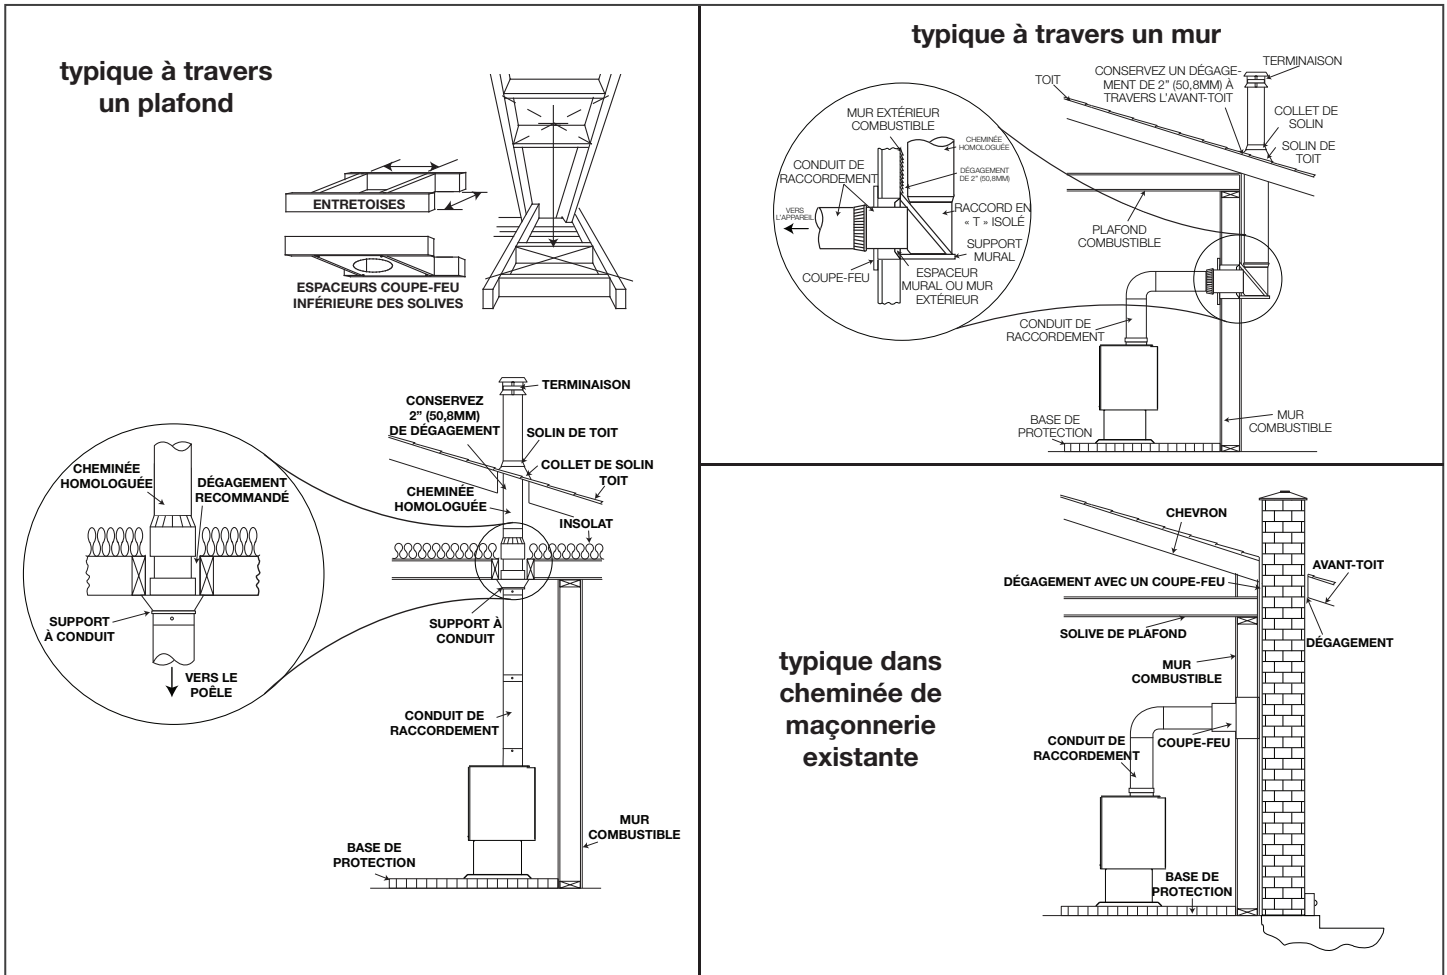 typique à travers
un plafond
ENTRETOISES
ESPACEURS COUPE-FEU
INFÉRIEURE DES SOLIVES
TERMINAISON
CONSERVEZ
2” (50,8MM)
DE DÉGAGEMENT
SOLIN DE TOIT
COLLET DE SOLIN
TOIT
CHEMINÉE
HOMOLOGUÉE
INSOLAT
CHEMINÉE
HOMOLOGUÉE
DÉGAGEMENT
RECOMMANDÉ
SUPPORT
À CONDUIT
VERS LE
POÊLE
SUPPORT À
CONDUIT
CONDUIT DE
RACCORDEMENT
MUR
COMBUSTIBLE
BASE DE
PROTECTION
typique à travers un mur
TOIT
CONSERVEZ UN DÉGAGE-
MENT DE 2” (50,8MM) À
TRAVERS L’AVANT-TOIT
TERMINAISON
COLLET DE
SOLIN
SOLIN DE
TOIT
MUR EXTÉRIEUR
COMBUSTIBLE
CHEMINÉE
HOMOLOGUÉE
CONDUIT DE
RACCORDEMENT
DÉGAGEMENT
DE 2” (50,8MM)
VERS
L’APPAREIL
RACCORD EN
« T » ISOLÉ
SUPPORT
MURAL
COUPE-FEU
ESPACEUR
MURAL OU MUR
EXTÉRIEUR
PLAFOND
COMBUSTIBLE
CONDUIT DE
RACCORDEMENT
BASE DE
PROTECTION
MUR
COMBUSTIBLE
typique dans
cheminée de
maçonnerie
existante
CHEVRON
AVANT-TOIT
DÉGAGEMENT AVEC UN COUPE-FEU
SOLIVE DE PLAFOND
DÉGAGEMENT
MUR
COMBUSTIBLE
CONDUIT DE
RACCORDEMENT
COUPE-FEU
BASE DE
PROTECTION